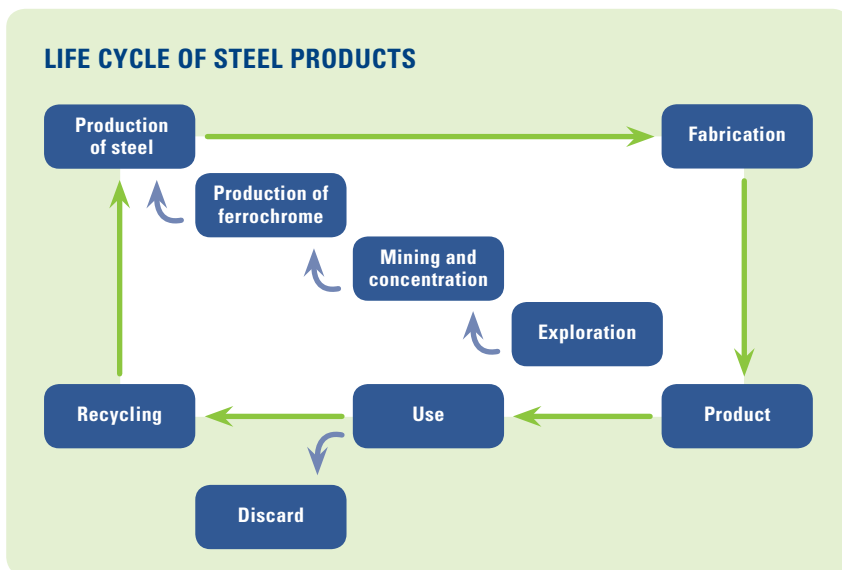 LIFE CYCLE OF STEEL PRODUCTS
Production
of steel
Fabrication
Production of
ferrochrome
Mining and
concentration
Exploration
Recycling
Use
Product
Discard